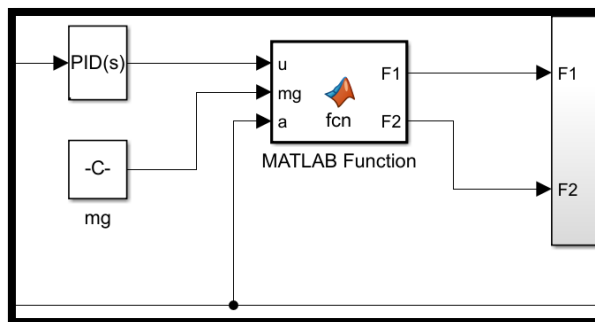 PID(s)
u
mg
a
fcn
F1
F2
MATLAB Function
-C-
mg
F1
F2